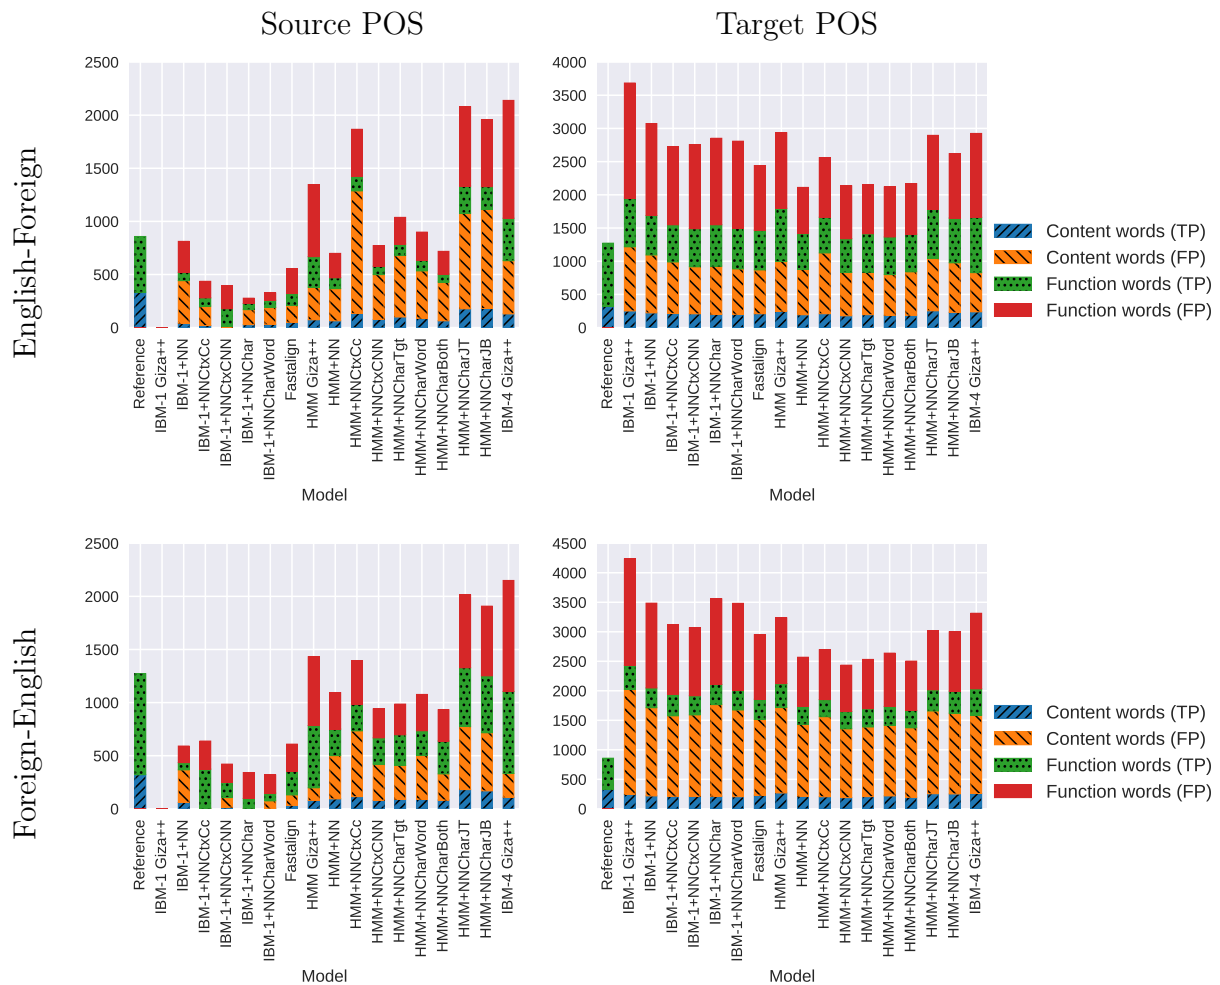 Source POS
Target POS
English-Foreign
2500
2000
1500
1000
500
0
Reference
IBM-1 Giza++
IBM-1+NN
IBM-1+NNCtxCc
IBM-1+NNCtxCNN
IBM-1+NNChar
IBM-1+NNCharWord
Fastalign
HMM Giza++
HMM+NN
HMM+NNCtxCc
HMM+NNCtxCNN
HMM+NNCharTgt
HMM+NNCharWord
HMM+NNCharBoth
HMM+NNCharJT
HMM+NNCharJB
IBM-4 Giza++
Model
4000
3500
3000
2500
2000
1500
1000
500
0
Reference
IBM-1 Giza++
IBM-1+NN
IBM-1+NNCtxCc
IBM-1+NNCtxCNN
IBM-1+NNChar
IBM-1+NNCharWord
Fastalign
HMM Giza++
HMM+NN
HMM+NNCtxCc
HMM+NNCtxCNN
HMM+NNCharTgt
HMM+NNCharWord
HMM+NNCharBoth
HMM+NNCharJT
HMM+NNCharJB
IBM-4 Giza++
Model
Content words (TP)
Content words (FP)
Function words (TP)
Function words (FP)
Foreign-English
2500
2000
1500
1000
500
0
Reference
IBM-1 Giza++
IBM-1+NN
IBM-1+NNCtxCc
IBM-1+NNCtxCNN
IBM-1+NNChar
IBM-1+NNCharWord
Fastalign
HMM Giza++
HMM+NN
HMM+NNCtxCc
HMM+NNCtxCNN
HMM+NNCharTgt
HMM+NNCharWord
HMM+NNCharBoth
HMM+NNCharJT
HMM+NNCharJB
IBM-4 Giza++
Model
4500
4000
3500
3000
2500
2000
1500
1000
500
0
Reference
IBM-1 Giza++
IBM-1+NN
IBM-1+NNCtxCc
IBM-1+NNCtxCNN
IBM-1+NNChar
IBM-1+NNCharWord
Fastalign
HMM Giza++
HMM+NN
HMM+NNCtxCc
HMM+NNCtxCNN
HMM+NNCharTgt
HMM+NNCharWord
HMM+NNCharBoth
HMM+NNCharJT
HMM+NNCharJB
IBM-4 Giza++
Model
Content words (TP)
Content words (FP)
Function words (TP)
Function words (FP)